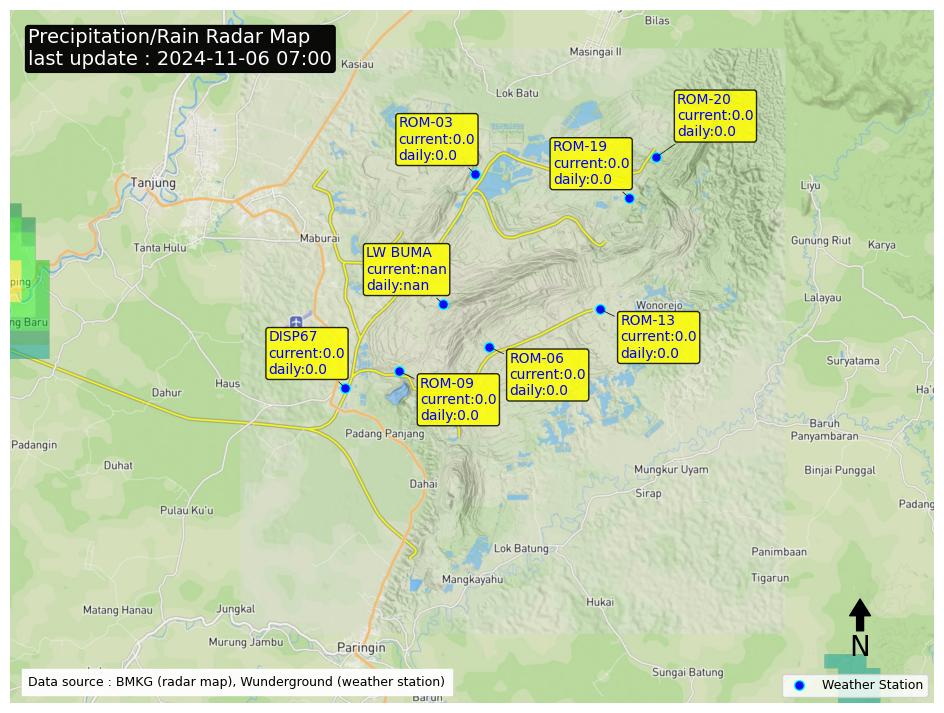 Precipitation/Rain Radar Map
last update : 2024-11-06 07:00
Bilas
Masingai II
Kasiau
Lok Batu
ROM-20
current:0.0
daily:0.0
ROM-03
current:0.0
daily:0.0
ROM-19
current:0.0
daily:0.0
Tanjung
Liyu
Tanta Hulu
Maburai
Gunung Riut
Karya
LW BUMA
current:nan
daily:nan
ping
Lalayau
Wonorejo
ng Baru
ROM-13
current:0.0
daily:0.0
DISP67
current:0.0
daily:0.0
ROM-06
current:0.0
daily:0.0
Suryatama
Haus
Dahur
ROM-09
current:0.0
daily:0.0
Ha'
Baruh
Panyambaran
Padang Panjang
Padangin
Duhat
Mungkur Uyam
Binjai Punggal
Dahai
Sirap
Padang
Pulau Ku'u
Lok Batung
Panimbaan
Mangkayahu
Tigarun
Matang Hanau
Jungkal
Hukai
Murung Jambu
Paringin
N
Sungai Batung
Data source : BMKG (radar map), Wunderground (weather station)
Weather Station
Barun